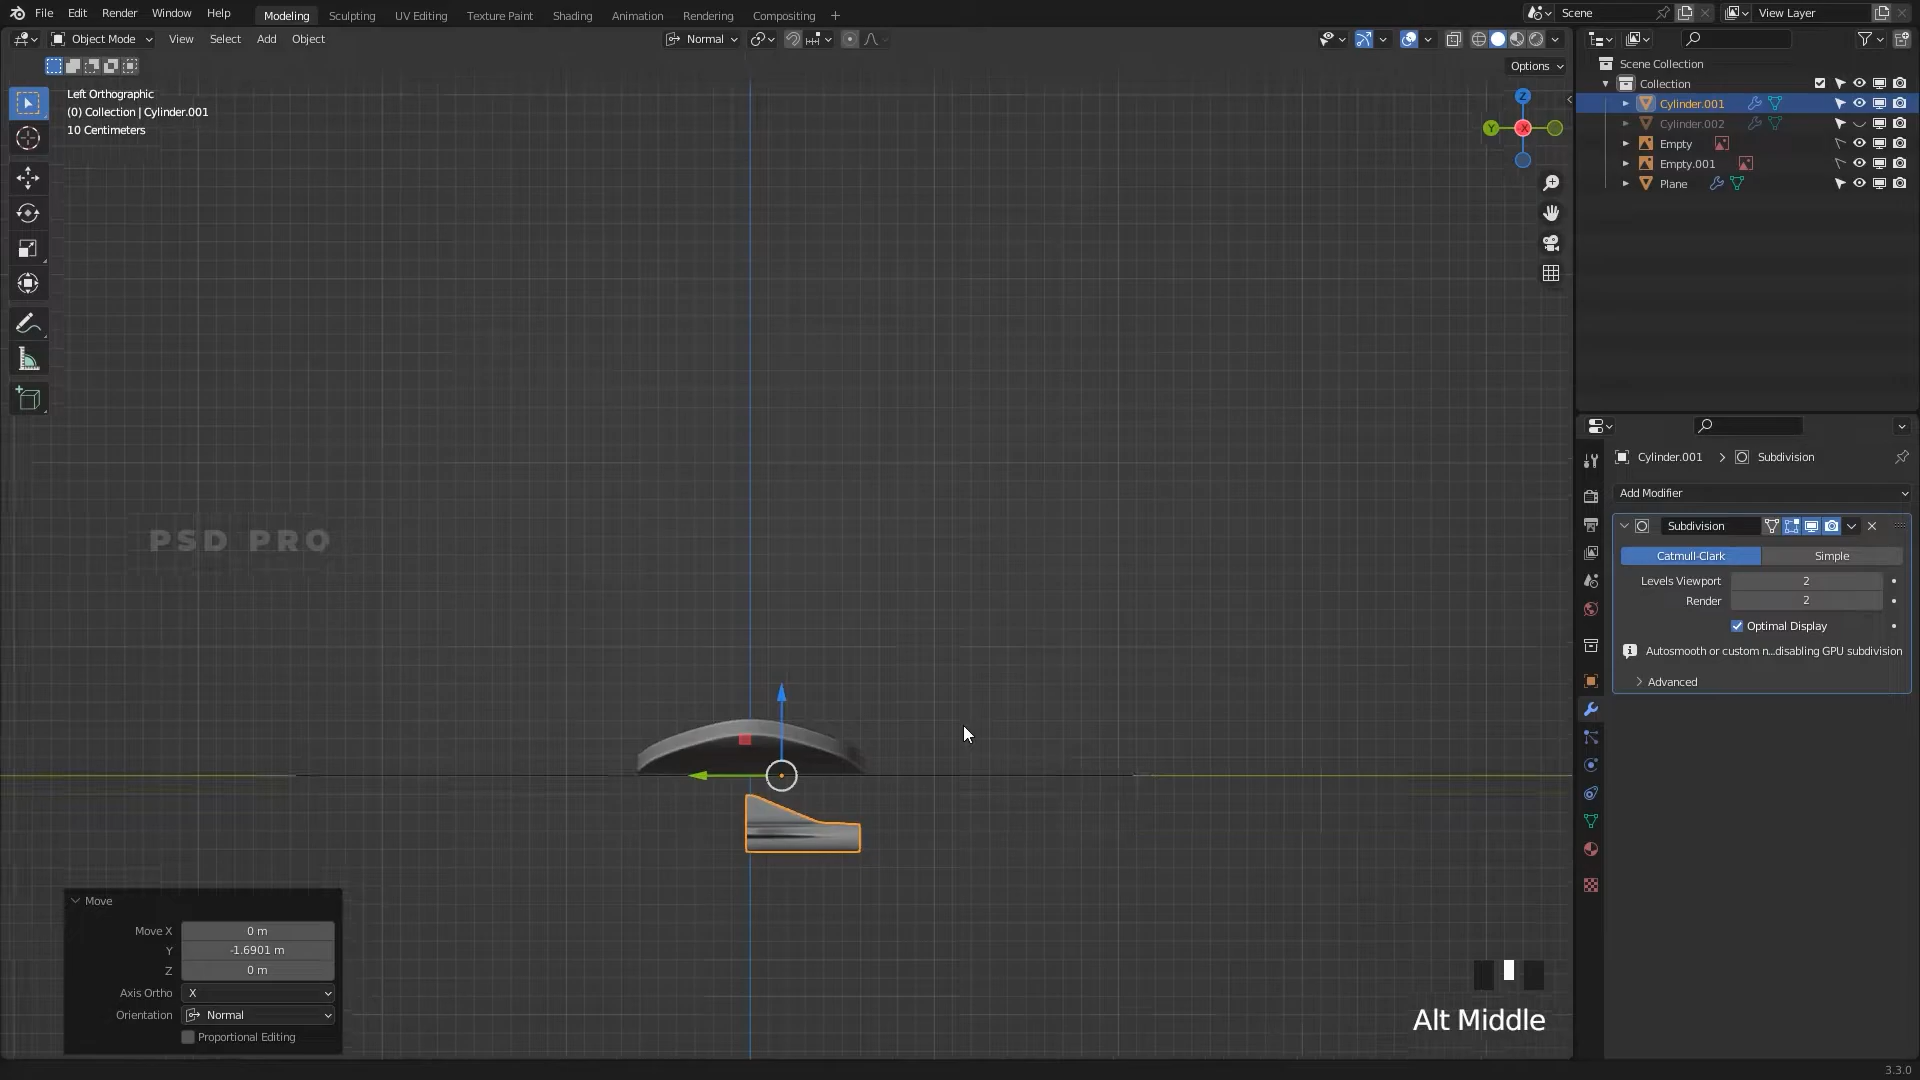 File Edit Render Window Help Modeling Sculpting UV Editing Texture Paint Shading Animation Rendering Compositing + Scene View Layer
Object Mode View Select Add Object Normal
Options
Left Orthographic
(0) Collection | Cylinder.001
10 Centimeters
Z
Y X
PSD PRO
Scene Collection
Collection
Cylinder.001
Cylinder.002
Empty
Empty.001
Plane
Cylinder.001 > Subdivision
Add Modifier
Subdivision
Catmull-Clark Simple
Levels Viewport 2
Render 2
Optimal Display
Autosmooth or custom n...disabling GPU subdivision
Advanced
Move
Move X 0 m
Y -1.6901 m
Z 0 m
Axis Ortho X
Orientation Normal
Proportional Editing
Alt Middle
3.3.0